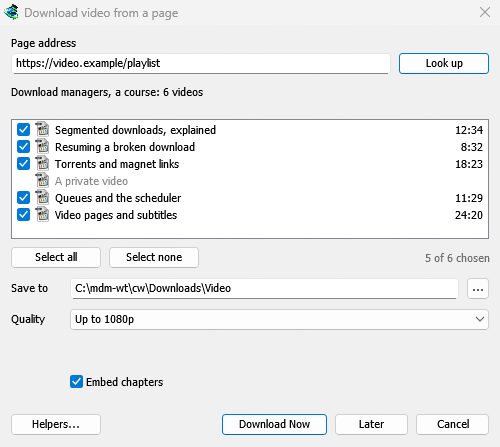 Download video from a page
Page address
https://video.example/playlist
Look up
Download managers, a course: 6 videos
Segmented downloads, explained 12:34
Resuming a broken download 8:32
Torrents and magnet links 18:23
A private video
Queues and the scheduler 11:29
Video pages and subtitles 24:20
Select all Select none 5 of 6 chosen
Save to C:\mdm-wt\cw\Downloads\Video ...
Quality Up to 1080p
Embed chapters
Helpers... Download Now Later Cancel